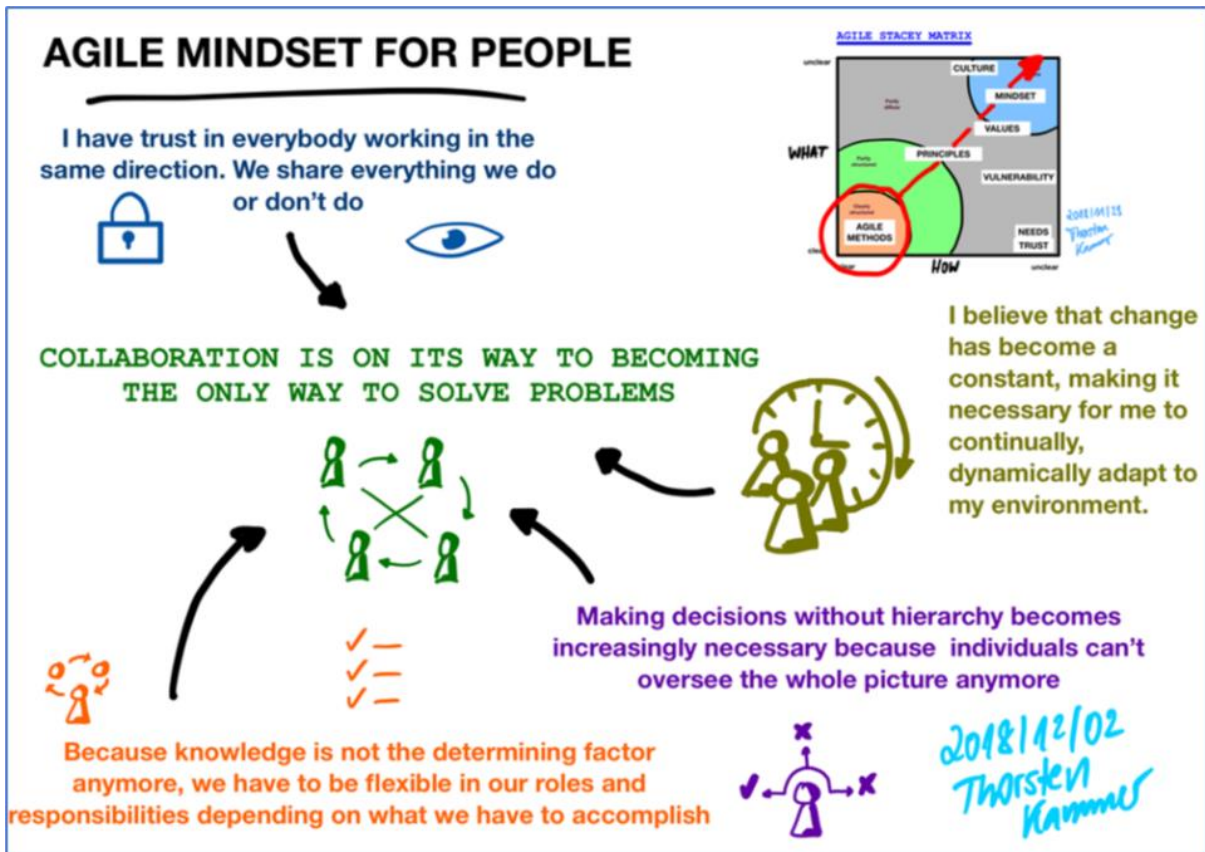 AGILE MINDSET FOR PEOPLE
I have trust in everybody working in the
same direction. We share everything we do
or don't do
AGILE STACEY MATRIX
unclear
CULTURE
MINDSET
VALUES
WHAT
PRINCIPLES
VULNERABILITY
AGILE
METHODS
NEEDS
TRUST
clear
HOW
unclear
2018/11/23
Thorsten
Kammer
COLLABORATION IS ON ITS WAY TO BECOMING
THE ONLY WAY TO SOLVE PROBLEMS
I believe that change
has become a
constant, making it
necessary for me to
continually,
dynamically adapt to
my environment.
Making decisions without hierarchy becomes
increasingly necessary because individuals can't
oversee the whole picture anymore
Because knowledge is not the determining factor
anymore, we have to be flexible in our roles and
responsibilities depending on what we have to accomplish
2018/12/02
Thorsten
Kammer